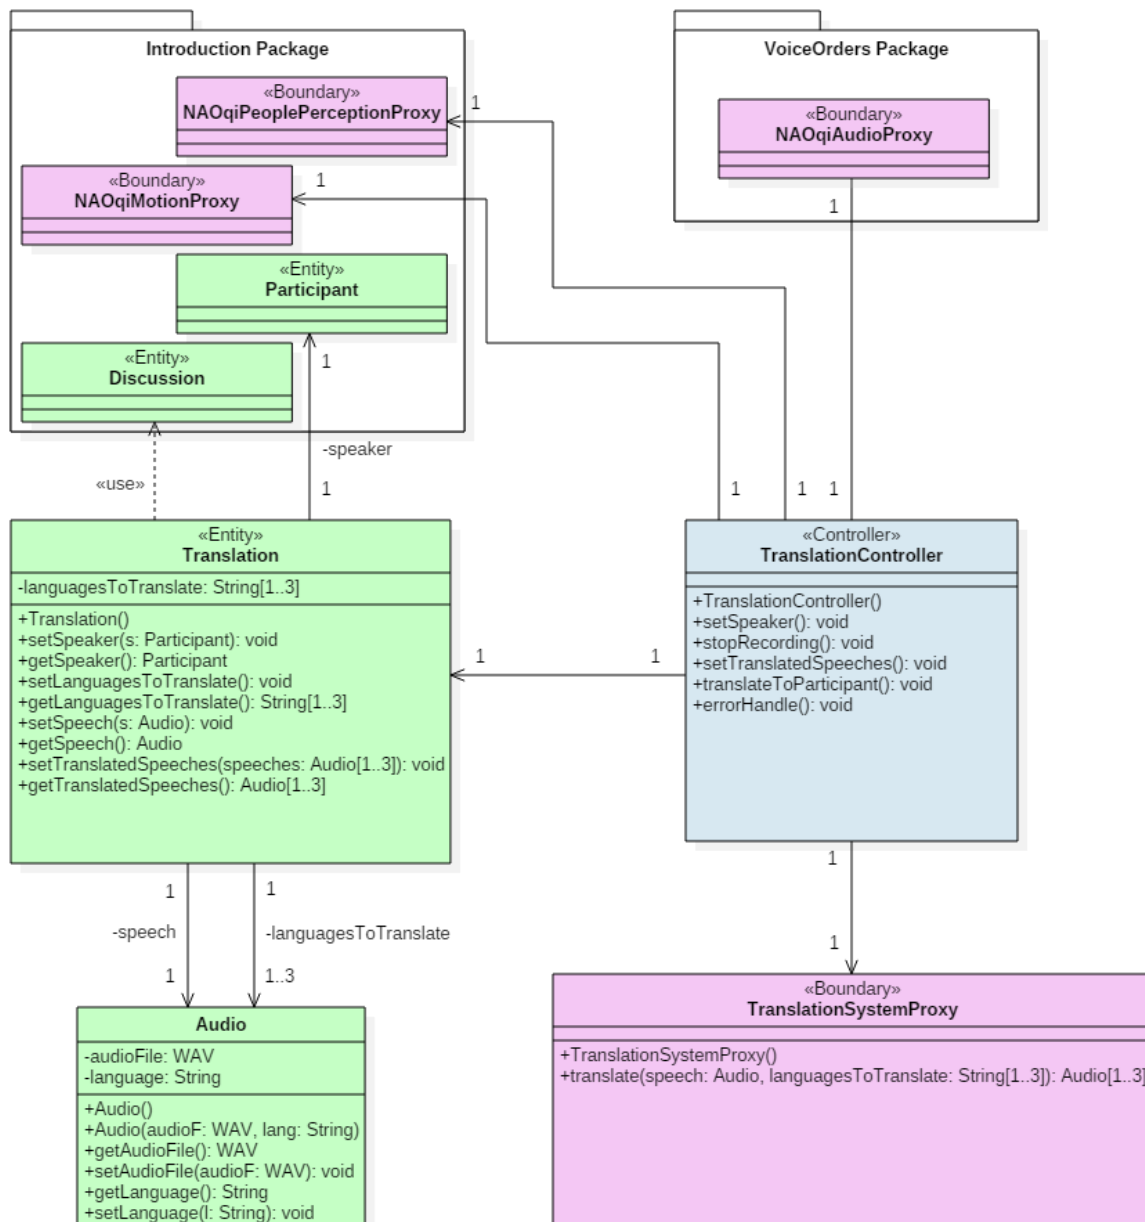 Introduction Package
«Boundary»
NAOqiPeoplePerceptionProxy
1
«Boundary»
NAOqiMotionProxy
1
«Entity»
Participant
1
«Entity»
Discussion
-speaker
«use»
1
VoiceOrders Package
«Boundary»
NAOqiAudioProxy
1
1
1
1
«Entity»
Translation
-languagesToTranslate: String[1..3]
+Translation()
+setSpeaker(s: Participant): void
+getSpeaker(): Participant
+setLanguagesToTranslate(): void
+getLanguagesToTranslate(): String[1..3]
+setSpeech(s: Audio): void
+getSpeech(): Audio
+setTranslatedSpeeches(speeches: Audio[1..3]): void
+getTranslatedSpeeches(): Audio[1..3]
1
1
«Controller»
TranslationController
+TranslationController()
+setSpeaker(): void
+stopRecording(): void
+setTranslatedSpeeches(): void
+translateToParticipant(): void
+errorHandle(): void
1
1
-speech
-languagesToTranslate
1
1..3
1
1
Audio
-audioFile: WAV
-language: String
+Audio()
+Audio(audioF: WAV, lang: String)
+getAudioFile(): WAV
+setAudioFile(audioF: WAV): void
+getLanguage(): String
+setLanguage(l: String): void
«Boundary»
TranslationSystemProxy
+TranslationSystemProxy()
+translate(speech: Audio, languagesToTranslate: String[1..3]): Audio[1..3]